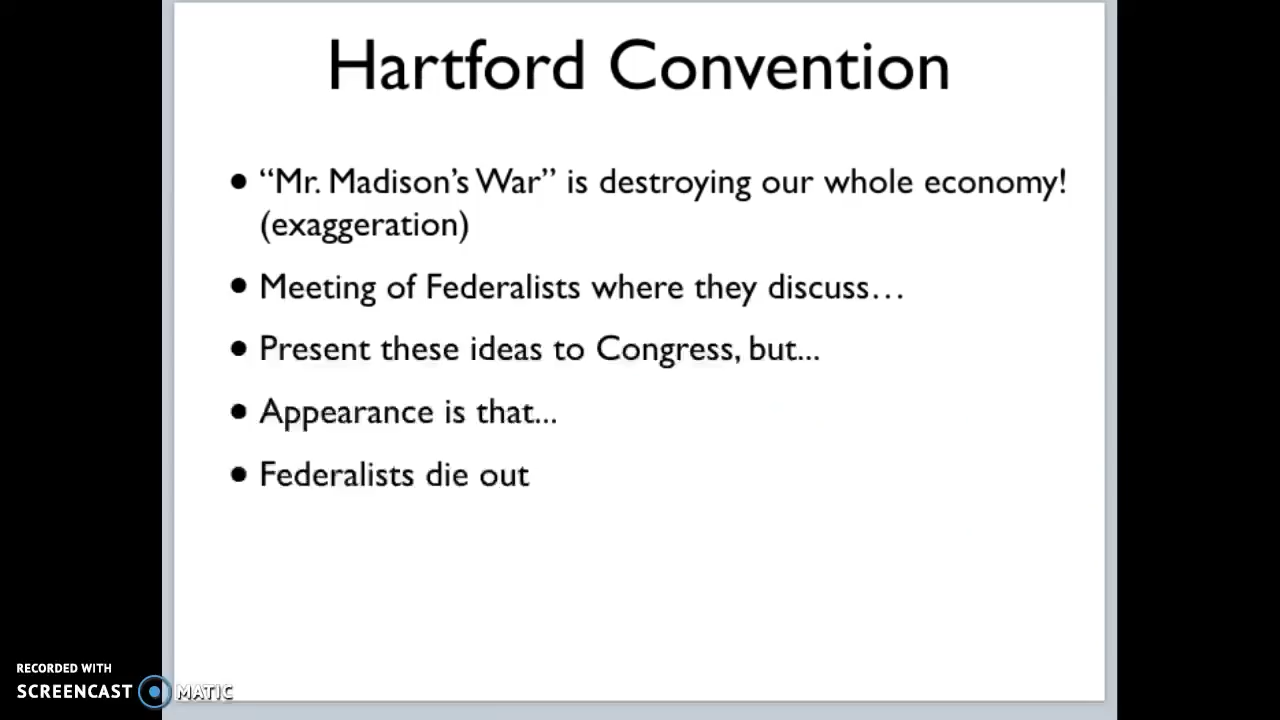 Hartford Convention
• “Mr. Madison’s War” is destroying our whole economy!
(exaggeration)
• Meeting of Federalists where they discuss…
• Present these ideas to Congress, but...
• Appearance is that...
• Federalists die out
RECORDED WITH
SCREENCAST MATIC